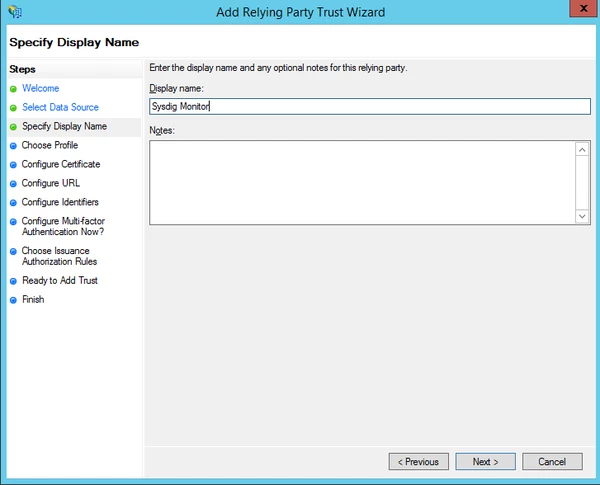 Add Relying Party Trust Wizard
X
Specify Display Name
Steps
Welcome
Select Data Source
Specify Display Name
Choose Profile
Configure Certificate
Configure URL
Configure Identifiers
Configure Multi-factor
Authentication Now?
Choose Issuance
Authorization Rules
Ready to Add Trust
Finish
Enter the display name and any optional notes for this relying party.
Display name:
Sysdig Monitor
Notes:
< Previous
Next >
Cancel